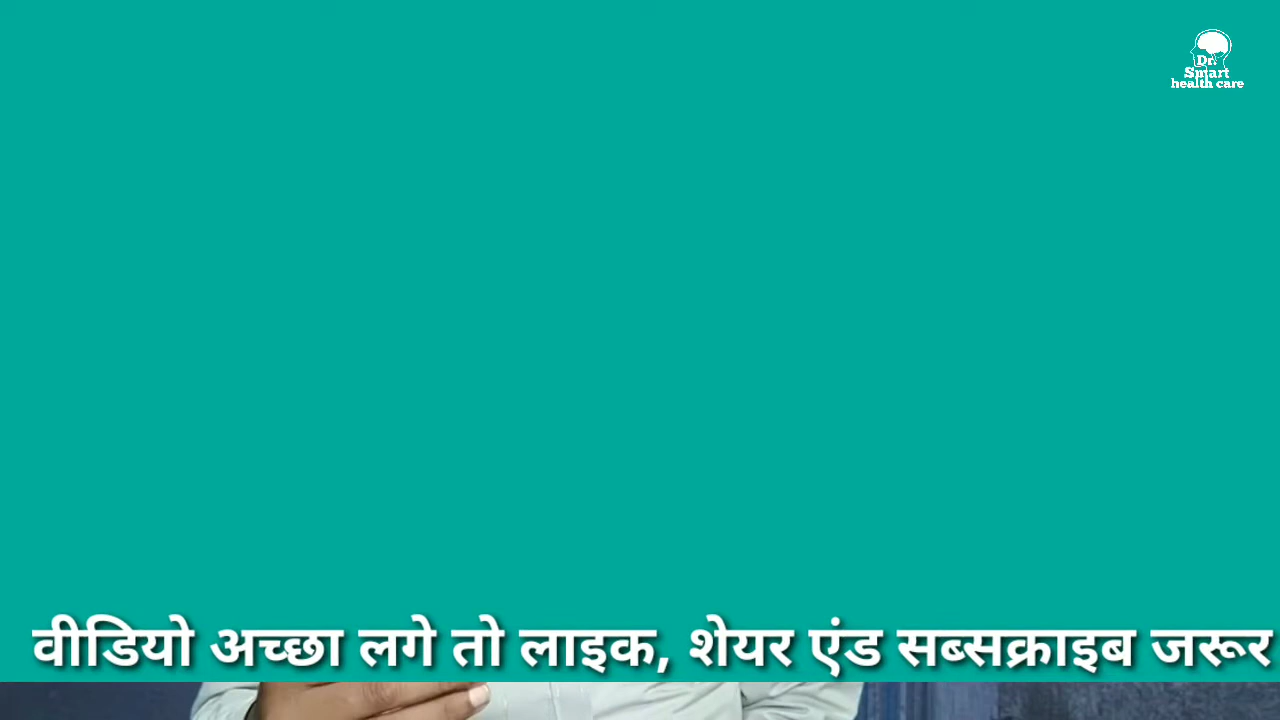 Dr.
Smart
health care
वीडियो अच्छा लगे तो लाइक, शेयर एंड सब्सक्राइब जरूर